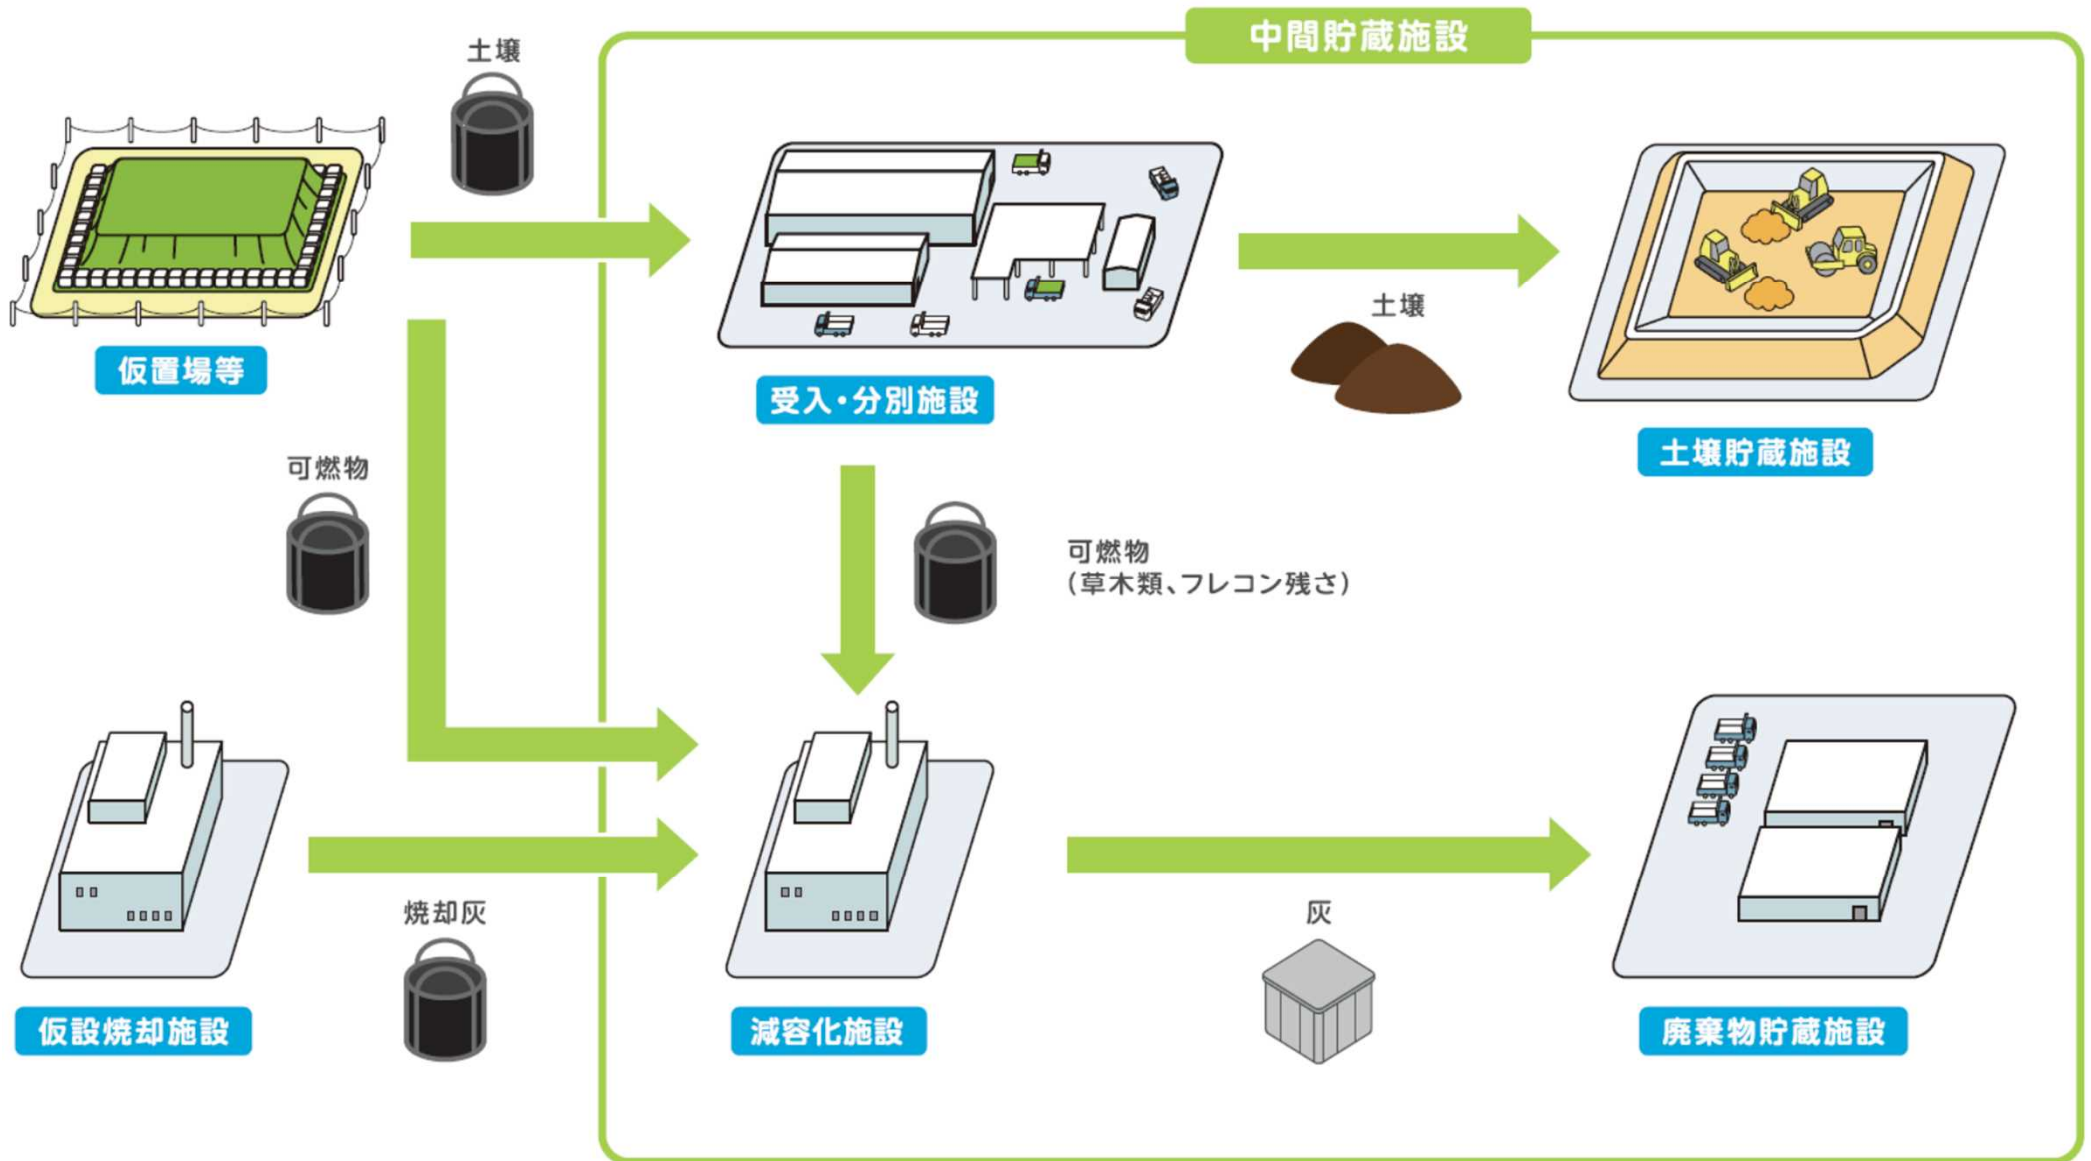 中間貯蔵施設
土壌
仮置場等
受入・分別施設
土壌
土壌貯蔵施設
可燃物
可燃物
（草木類、フレコン残さ）
焼却灰
灰
仮設焼却施設
減容化施設
廃棄物貯蔵施設